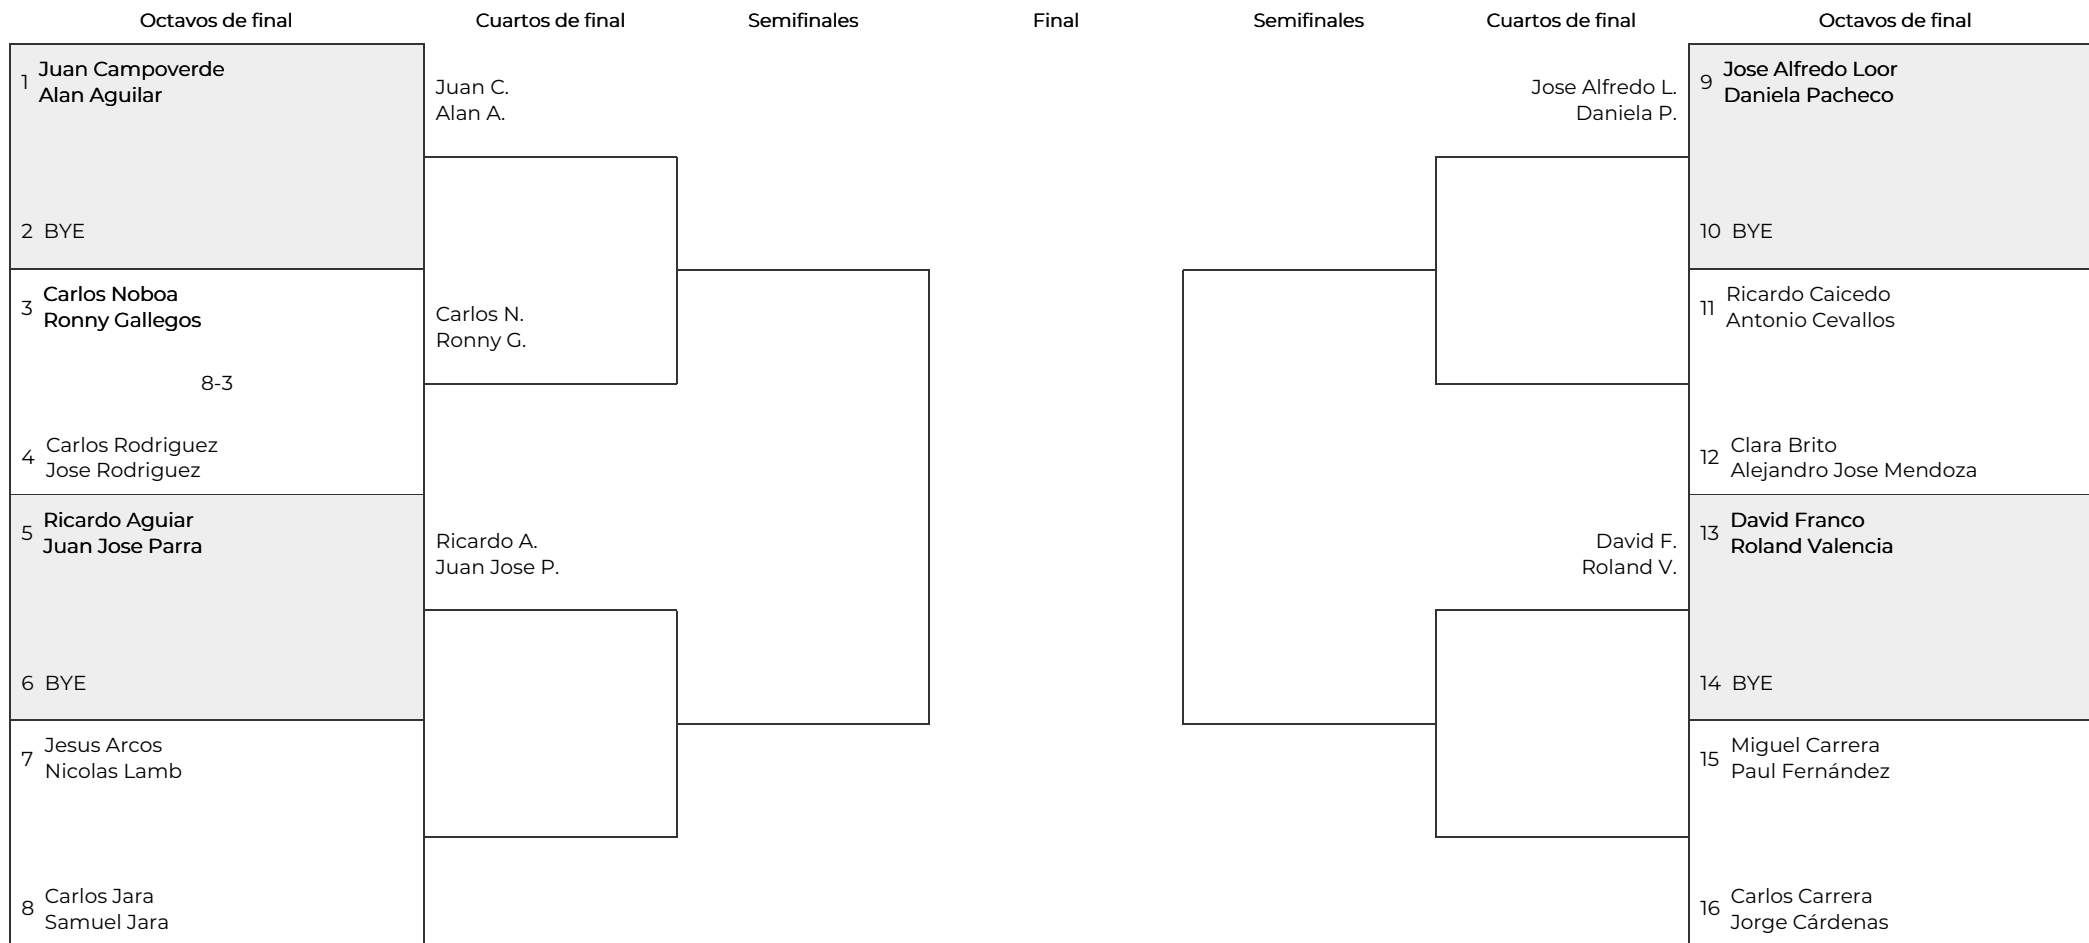 Octavos de final
Cuartos de final
Semifinales
Final
Semifinales
Cuartos de final
Octavos de final
1 Juan Campoverde
Alan Aguilar
2 BYE
3 Carlos Noboa
Ronny Gallegos
8-3
4 Carlos Rodriguez
Jose Rodriguez
5 Ricardo Aguiar
Juan Jose Parra
6 BYE
7 Jesus Arcos
Nicolas Lamb
8 Carlos Jara
Samuel Jara
Juan C.
Alan A.
Carlos N.
Ronny G.
Ricardo A.
Juan Jose P.
Jose Alfredo L.
Daniela P.
David F.
Roland V.
9 Jose Alfredo Loor
Daniela Pacheco
10 BYE
11 Ricardo Caicedo
Antonio Cevallos
12 Clara Brito
Alejandro Jose Mendoza
13 David Franco
Roland Valencia
14 BYE
15 Miguel Carrera
Paul Fernández
16 Carlos Carrera
Jorge Cárdenas